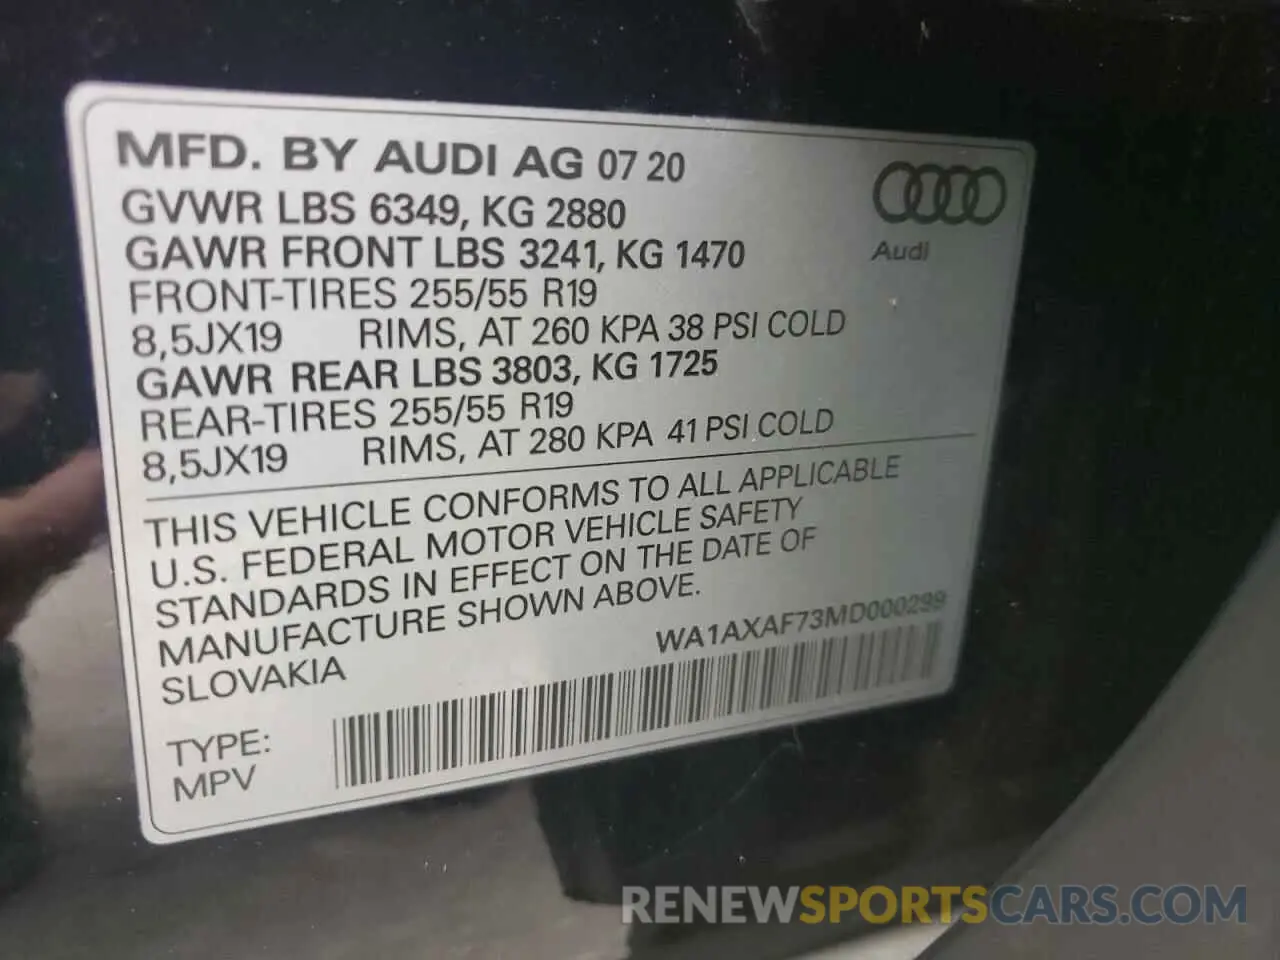 MFD. BY AUDI AG 07 20
GVWR LBS 6349, KG 2880
GAWR FRONT LBS 3241, KG 1470
FRONT-TIRES 255/55 R19
8,5JX19 RIMS, AT 260 KPA 38 PSI COLD
GAWR REAR LBS 3803, KG 1725
REAR-TIRES 255/55 R19
8,5JX19 RIMS, AT 280 KPA 41 PSI COLD
Audi
THIS VEHICLE CONFORMS TO ALL APPLICABLE
U.S. FEDERAL MOTOR VEHICLE SAFETY
STANDARDS IN EFFECT ON THE DATE OF
MANUFACTURE SHOWN ABOVE.
SLOVAKIA
WA1AXAF73MD000299
TYPE:
MPV
RENEWSPORTSCARS.COM